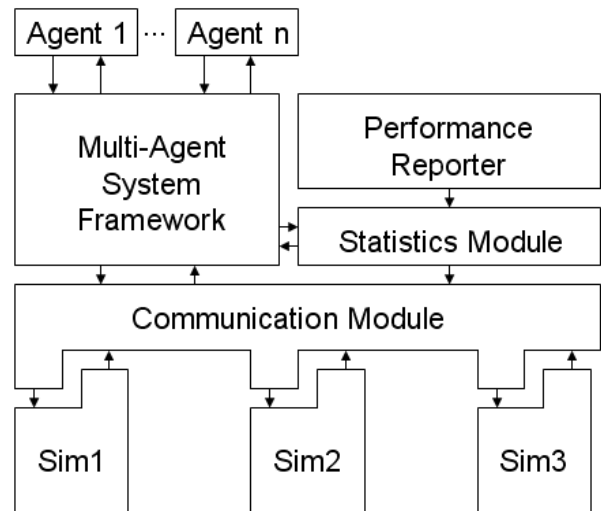 Agent 1 ... Agent n
Multi-Agent
System
Framework
Performance
Reporter
Statistics Module
Communication Module
Sim1
Sim2
Sim3